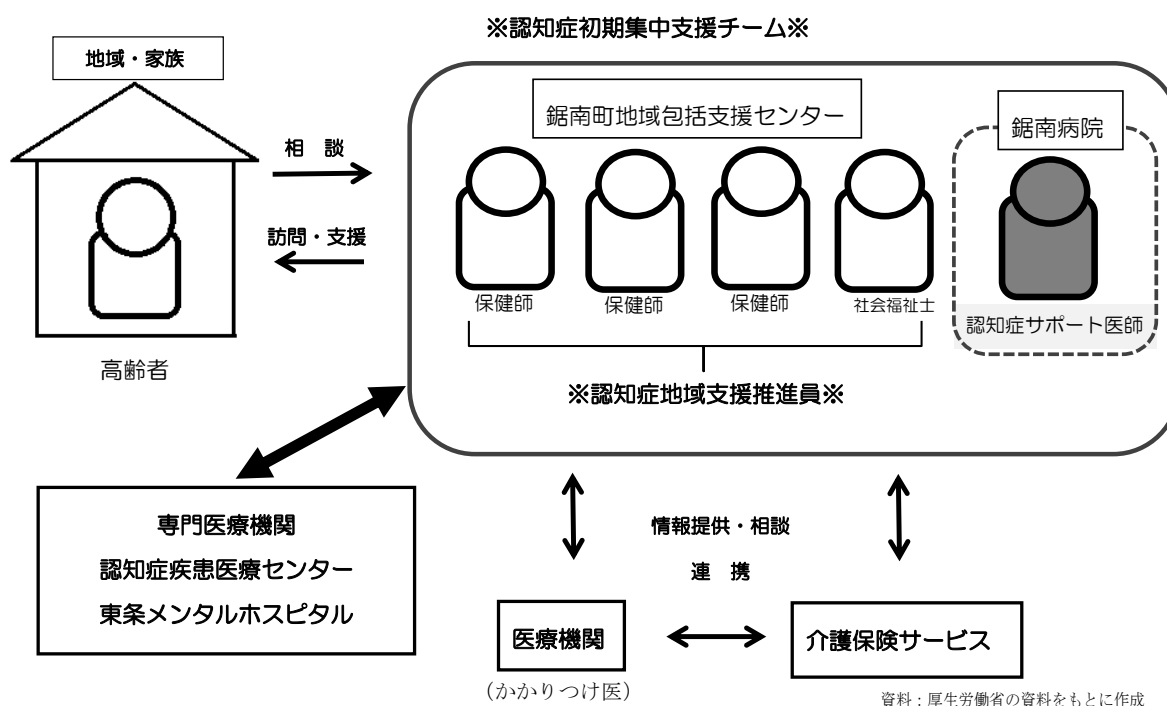 ※認知症初期集中支援チーム※
地域・家族
鋸南町地域包括支援センター
鋸南病院
相　談
訪問・支援
保健師
保健師
保健師
社会福祉士
認知症サポート医師
高齢者
※認知症地域支援推進員※
専門医療機関
認知症疾患医療センター
東条メンタルホスピタル
情報提供・相談
連　携
医療機関
介護保険サービス
（かかりつけ医）
資料：厚生労働省の資料をもとに作成